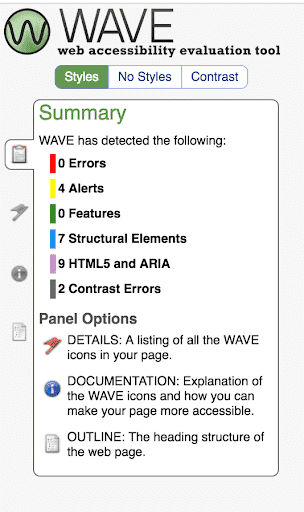 WAVE
web accessibility evaluation tool
Styles No Styles Contrast
Summary
WAVE has detected the following:
0 Errors
4 Alerts
0 Features
7 Structural Elements
9 HTML5 and ARIA
2 Contrast Errors
Panel Options
DETAILS: A listing of all the WAVE
icons in your page.
DOCUMENTATION: Explanation of
the WAVE icons and how you can
make your page more accessible.
OUTLINE: The heading structure of
the web page.